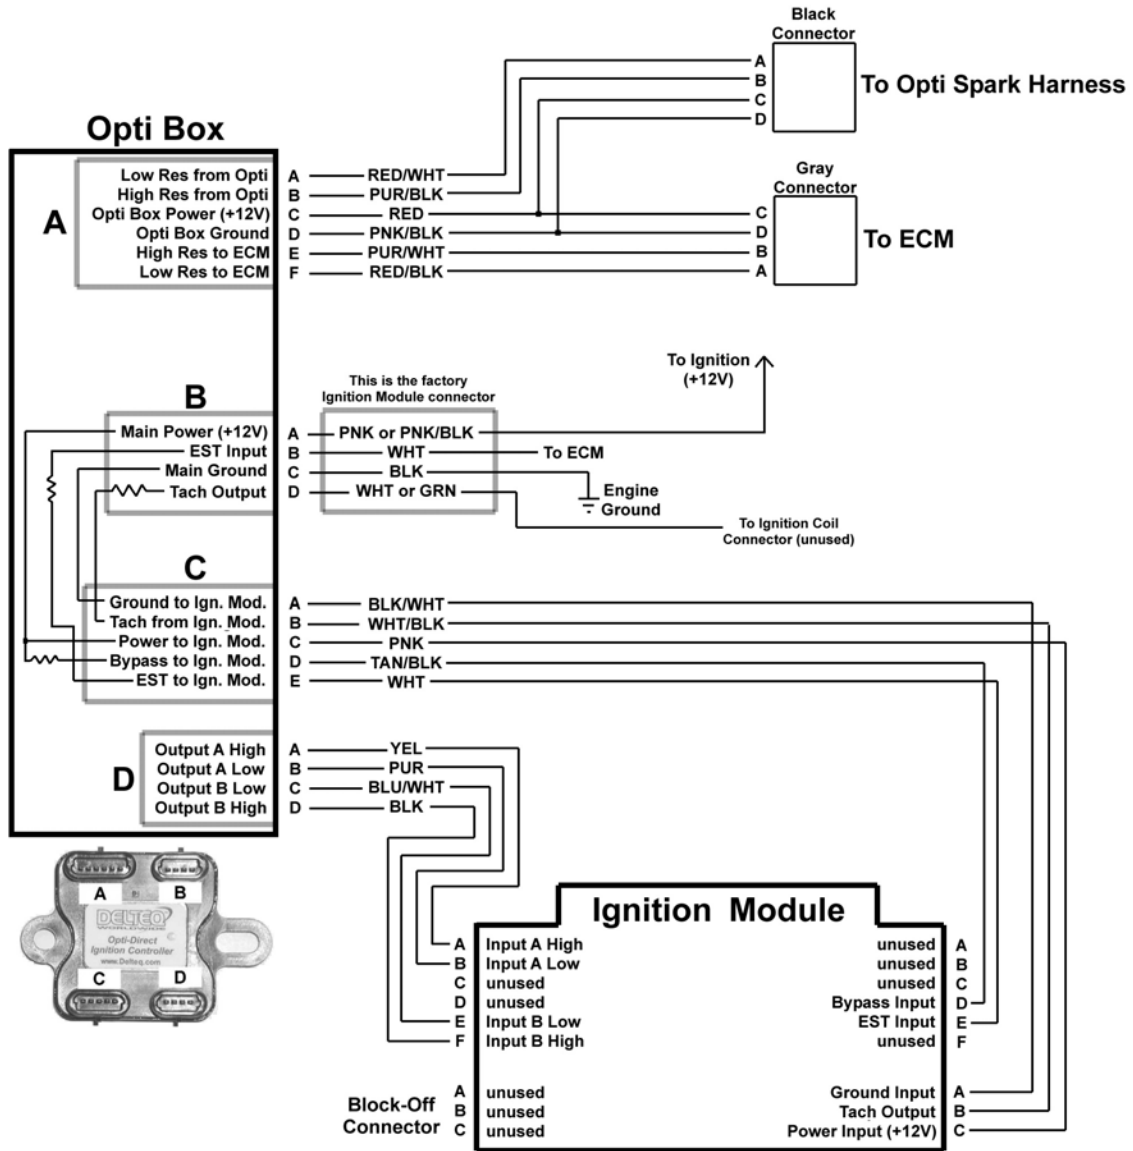 Black
Connector
A
B
C
D
To Opti Spark Harness
Opti Box
A
Low Res from Opti A RED/WHT
High Res from Opti B PUR/BLK
Opti Box Power (+12V) C RED
Opti Box Ground D PNK/BLK
High Res to ECM E PUR/WHT
Low Res to ECM F RED/BLK
Gray
Connector
C
D
B
A
To ECM
To Ignition
(+12V)
This is the factory
Ignition Module connector
B
Main Power (+12V) A PNK or PNK/BLK
EST Input B WHT To ECM
Main Ground C BLK
Tach Output D WHT or GRN
Engine
Ground
To Ignition Coil
Connector (unused)
C
Ground to Ign. Mod. A BLK/WHT
Tach from Ign. Mod. B WHT/BLK
Power to Ign. Mod. C PNK
Bypass to Ign. Mod. D TAN/BLK
EST to Ign. Mod. E WHT
D
Output A High A YEL
Output A Low B PUR
Output B Low C BLU/WHT
Output B High D BLK
A B
DELTEQ
WORLDWIDE
Opti-Direct
Ignition Controller
www.Delteq.com
C D
Ignition Module
A Input A High unused A
B Input A Low unused B
C unused unused C
D unused Bypass Input D
E Input B Low EST Input E
F Input B High unused F
Block-Off
Connector
A unused Ground Input A
B unused Tach Output B
C unused Power Input (+12V) C